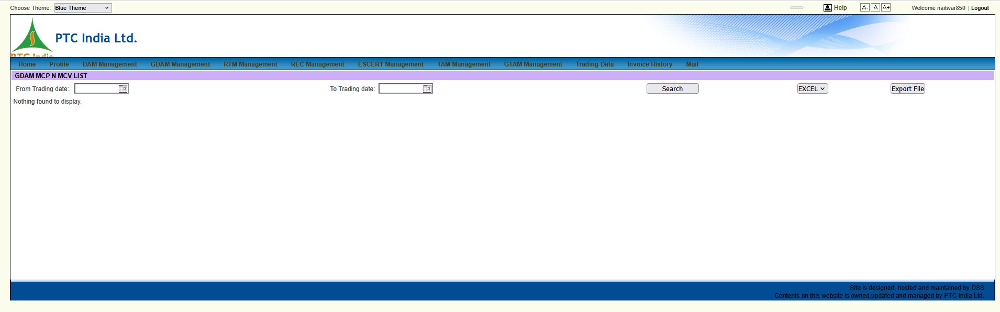 Choose Theme: Blue Theme Help A- A A+ Welcome naitwar850 | Logout
PTC India Ltd.
PTC India
Home Profile DAM Management GDAM Management RTM Management REC Management ESCERT Management TAM Management GTAM Management Trading Data Invoice History Mail
GDAM MCP N MCV LIST
From Trading date: To Trading date: Search EXCEL Export File
Nothing found to display.
Site is designed, hosted and maintained by DSS
Contents on this website is owned,updated and managed by PTC India Ltd.